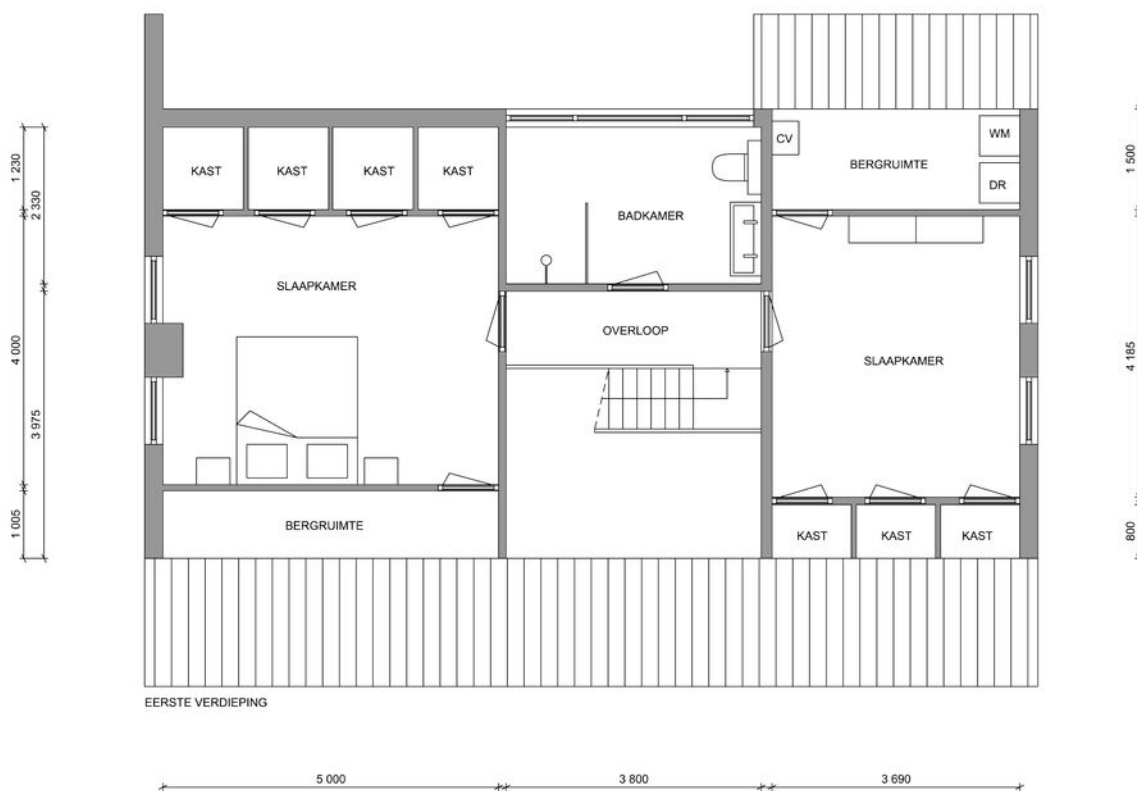 CV
WM
BERGRUIMTE
DR
KAST
KAST
KAST
KAST
BADKAMER
SLAAPKAMER
OVERLOOP
SLAAPKAMER
BERGRUIMTE
KAST
KAST
KAST
1 230
2 330
4 000
3 975
1 005
1 500
4 185
800
EERSTE VERDIEPING
5 000
3 800
3 690